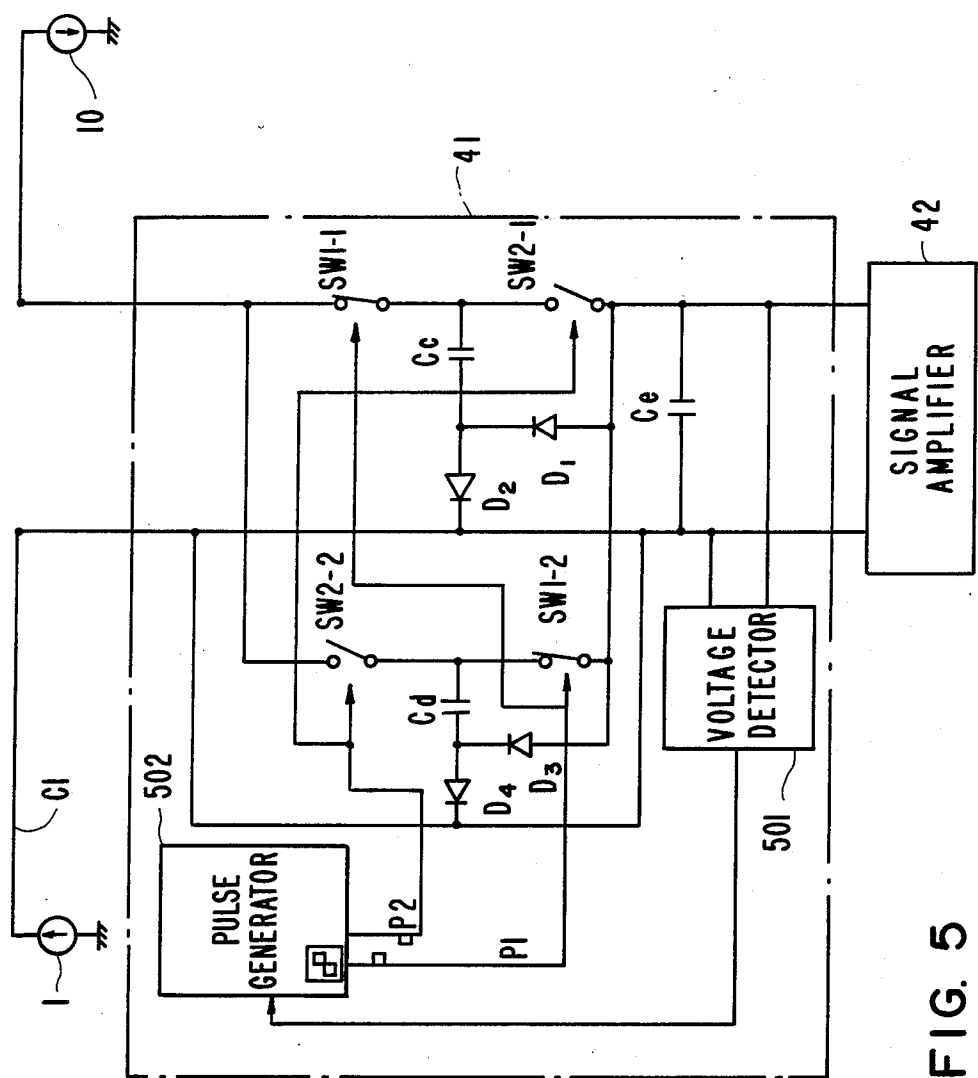 1
C1
10
502
PULSE
GENERATOR
P2
P1
SW2-2
Cd
D4
D3
SW1-2
SW1-1
Cc
D2
D1
SW2-1
41
Ce
VOLTAGE
DETECTOR
501
SIGNAL
AMPLIFIER
42
FIG. 5